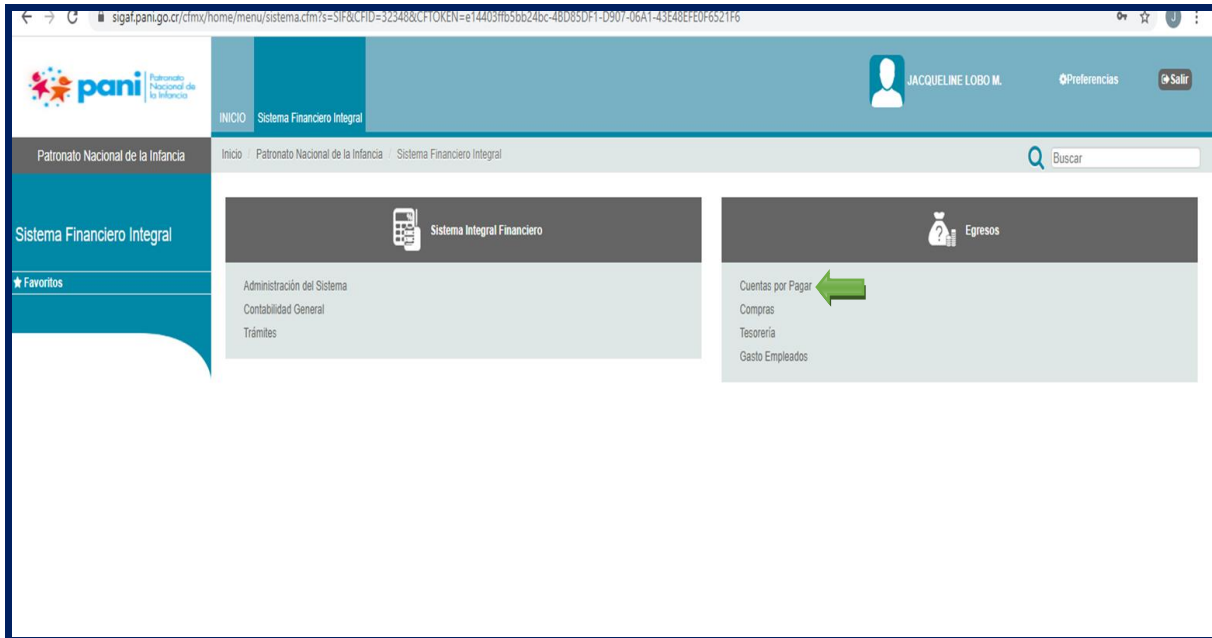 sigaf.pani.go.cr/cfmx/home/menu/sistema.cfm?s=SIF&CFID=32348&CFTOKEN=e14403ffb5bb24bc-48D85DF1-D907-06A1-43E48EFE0F6521F6
J
pani Patronato Nacional de la Infancia
INICIO Sistema Financiero Integral
JACQUELINE LOBO M.
Preferencias
Salir
Patronato Nacional de la Infancia
Inicio / Patronato Nacional de la Infancia / Sistema Financiero Integral
Buscar
Sistema Financiero Integral
Favoritos
Sistema Integral Financiero
Administración del Sistema
Contabilidad General
Trámites
Egresos
Cuentas por Pagar
Compras
Tesorería
Gasto Empleados